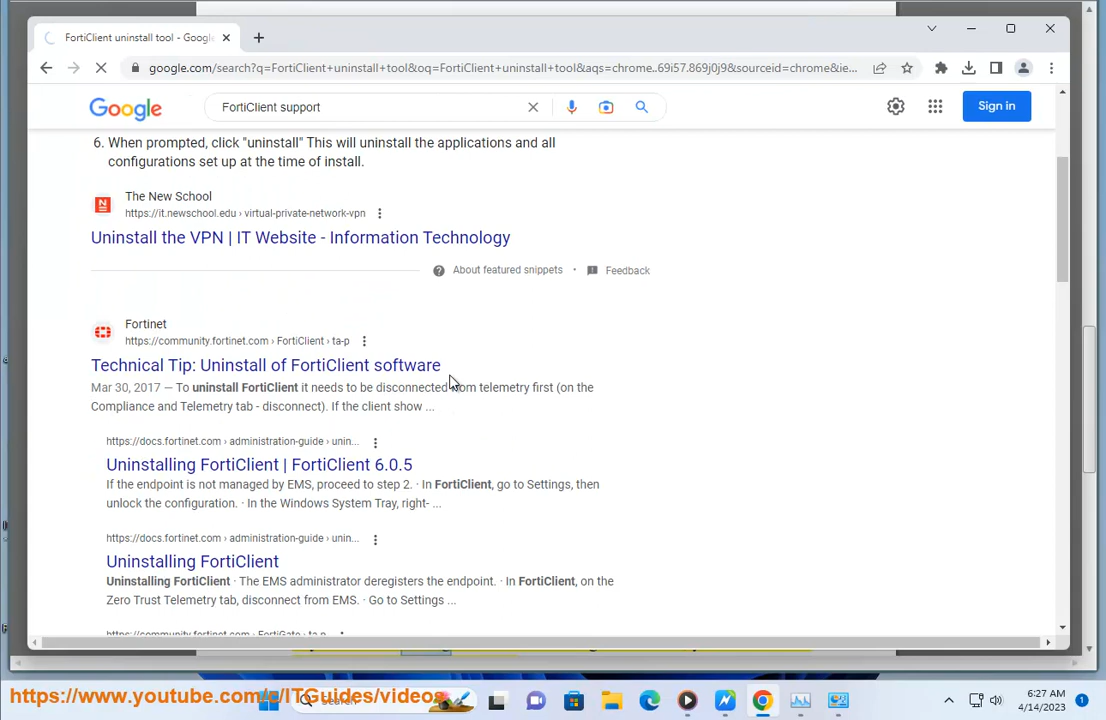 FortiClient uninstall tool - Googl
google.com/search?q=FortiClient+uninstall+tool&oq=FortiClient+uninstall+tool&aqs=chrome..69i57.869j0j9&sourceid=chrome&ie...
Google
FortiClient support
Sign in
6. When prompted, click "uninstall" This will uninstall the applications and all
configurations set up at the time of install.
The New School
https://it.newschool.edu › virtual-private-network-vpn
Uninstall the VPN | IT Website - Information Technology
About featured snippets • Feedback
Fortinet
https://community.fortinet.com › FortiClient › ta-p
Technical Tip: Uninstall of FortiClient software
Mar 30, 2017 — To uninstall FortiClient it needs to be disconnected from telemetry first (on the
Compliance and Telemetry tab - disconnect). If the client show ...
https://docs.fortinet.com › administration-guide › unin...
Uninstalling FortiClient | FortiClient 6.0.5
If the endpoint is not managed by EMS, proceed to step 2. · In FortiClient, go to Settings, then
unlock the configuration. · In the Windows System Tray, right- ...
https://docs.fortinet.com › administration-guide › unin...
Uninstalling FortiClient
Uninstalling FortiClient · The EMS administrator deregisters the endpoint. · In FortiClient, on the
Zero Trust Telemetry tab, disconnect from EMS. · Go to Settings ...
https://community.fortinet.com › FortiGate › ta-p
https://www.youtube.com/c/ITGuides/videos
Search
6:27 AM
4/14/2023
1